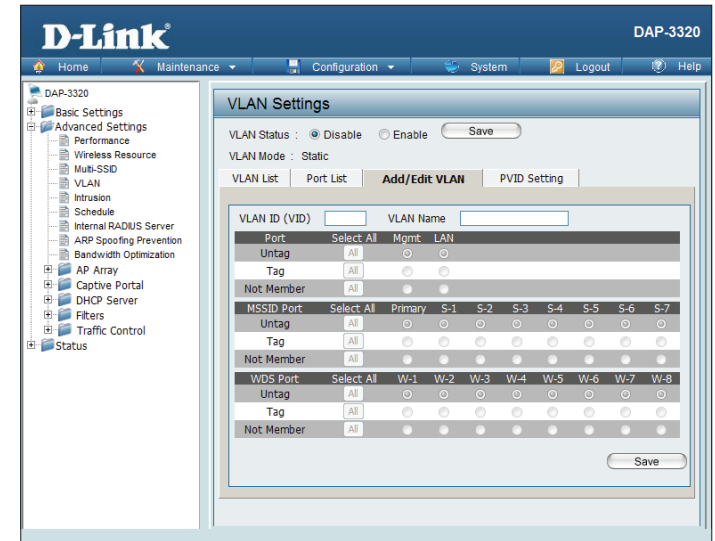 D-Link
DAP-3320
Home Maintenance Configuration System Logout Help
DAP-3320
Basic Settings
Advanced Settings
Performance
Wireless Resource
Multi-SSID
VLAN
Intrusion
Schedule
Internal RADIUS Server
ARP Spoofing Prevention
Bandwidth Optimization
AP Array
Captive Portal
DHCP Server
Filters
Traffic Control
Status
VLAN Settings
VLAN Status : Disable Enable Save
VLAN Mode : Static
VLAN List Port List Add/Edit VLAN PVID Setting
VLAN ID (VID) VLAN Name
Port Select All Mgmt LAN
Untag All
Tag All
Not Member All
MSSID Port Select All Primary S-1 S-2 S-3 S-4 S-5 S-6 S-7
Untag All
Tag All
Not Member All
WDS Port Select All W-1 W-2 W-3 W-4 W-5 W-6 W-7 W-8
Untag All
Tag All
Not Member All
Save